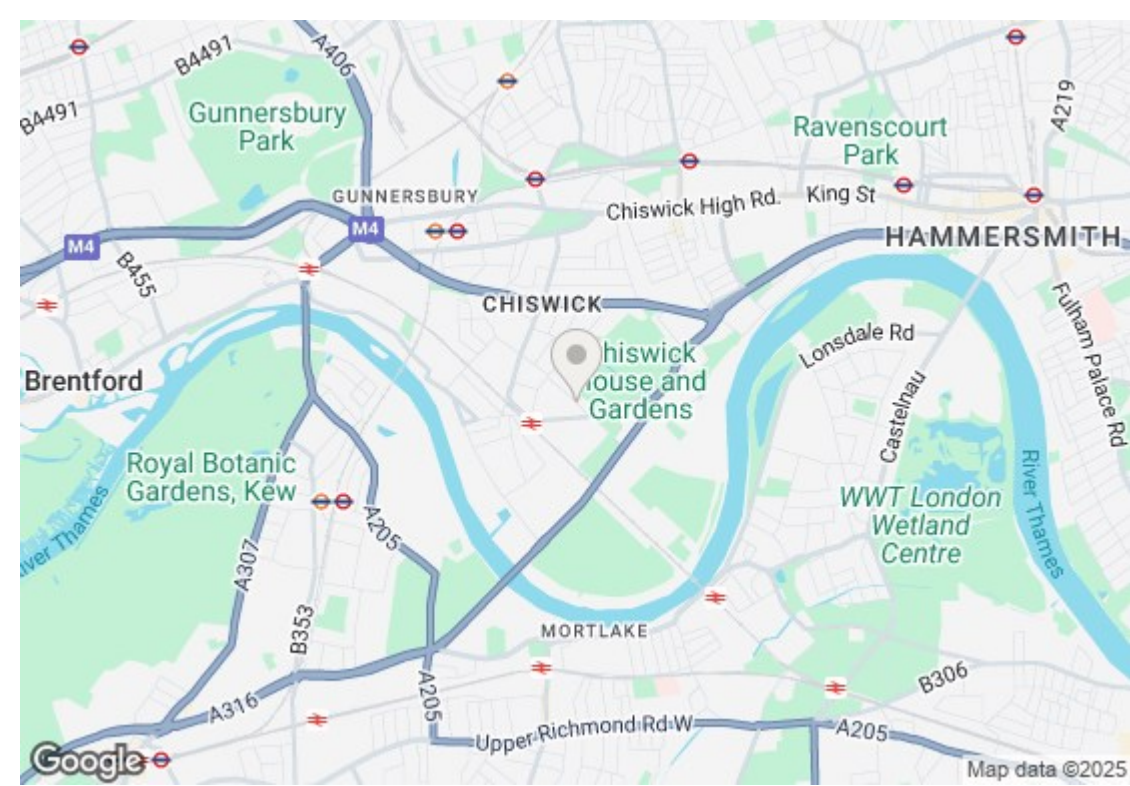 B4491
A406
B4491
A219
Gunnersbury
Park
Ravenscourt
Park
GUNNERSBURY
Chiswick High Rd.
King St
M4
M4
HAMMERSMITH
B455
CHISWICK
Fulham Palace Rd
Lonsdale Rd
hiswick
ouse and
Gardens
Brentford
Castelnau
Royal Botanic
Gardens, Kew
River Thames
WWT London
Wetland
Centre
River Thames
A205
A307
B353
MORTLAKE
B306
A205
A316
Upper Richmond Rd W
A205
Google
Map data ©2025